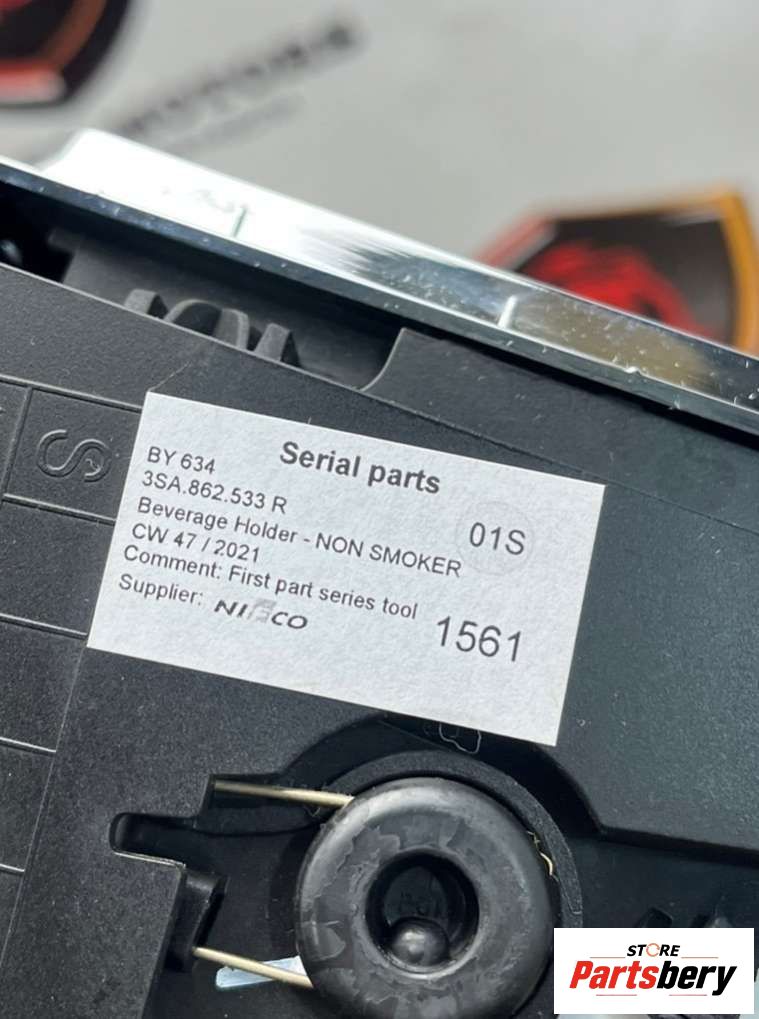 Serial parts
BY 634
3SA.862.533 R
01S
Beverage Holder - NON SMOKER
CW 47 / 2021
Comment: First part series tool
Supplier: NIFCO
1561
S
STORE
Partsbery